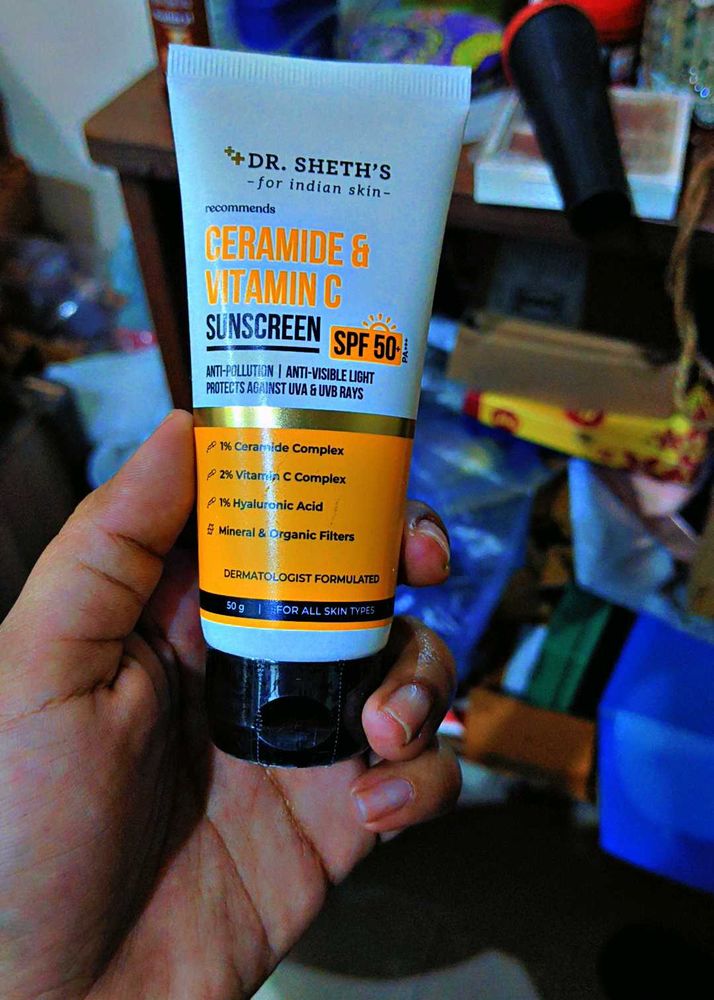 DR. SHETH'S
-for indian skin-
recommends
CERAMIDE &
VITAMIN C
SUNSCREEN
SPF 50+
PA+++
ANTI-POLLUTION | ANTI-VISIBLE LIGHT
PROTECTS AGAINST UVA & UVB RAYS
1% Ceramide Complex
2% Vitamin C Complex
1% Hyaluronic Acid
Mineral & Organic Filters
DERMATOLOGIST FORMULATED
50 g | FOR ALL SKIN TYPES